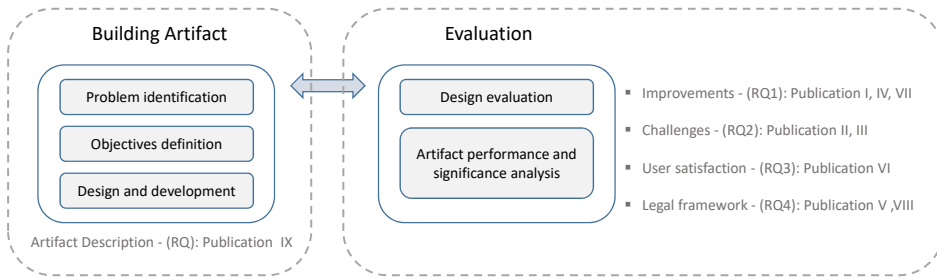 Building Artifact
Problem identification
Objectives definition
Design and development
Artifact Description - (RQ): Publication IX
Evaluation
Design evaluation
Artifact performance and
significance analysis
▪ Improvements - (RQ1): Publication I, IV, VII
▪ Challenges - (RQ2): Publication II, III
▪ User satisfaction - (RQ3): Publication VI
▪ Legal framework - (RQ4): Publication V ,VIII